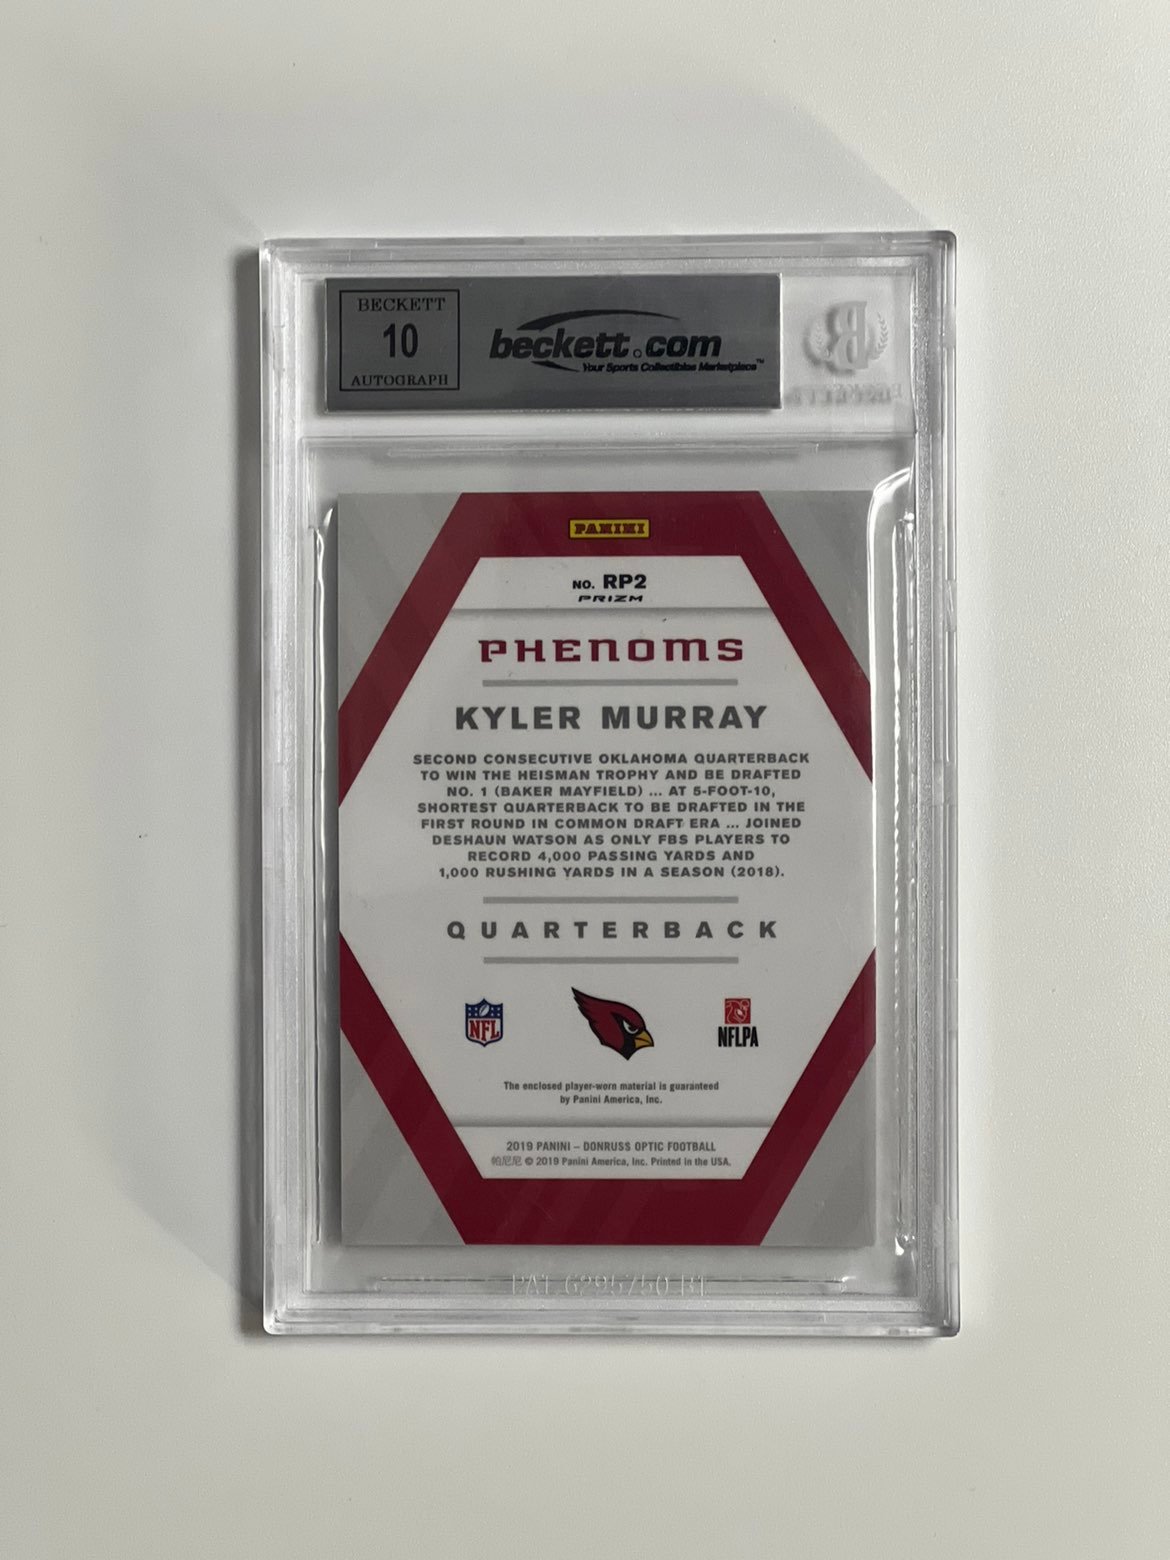 BECKETT
10
AUTOGRAPH
beckett.com
Your Sports Collectibles Marketplace™
PANINI
NO. RP2
PRIZM
PHENOMS
KYLER MURRAY
SECOND CONSECUTIVE OKLAHOMA QUARTERBACK
TO WIN THE HEISMAN TROPHY AND BE DRAFTED
NO. 1 (BAKER MAYFIELD) ... AT 5-FOOT-10,
SHORTEST QUARTERBACK TO BE DRAFTED IN THE
FIRST ROUND IN COMMON DRAFT ERA ... JOINED
DESHAUN WATSON AS ONLY FBS PLAYERS TO
RECORD 4,000 PASSING YARDS AND
1,000 RUSHING YARDS IN A SEASON (2018).
QUARTERBACK
NFL
NFLPA
The enclosed player-worn material is guaranteed
by Panini America, Inc.
2019 PANINI – DONRUSS OPTIC FOOTBALL
帕尼尼 © 2019 Panini America, Inc. Printed in the USA.
PAT